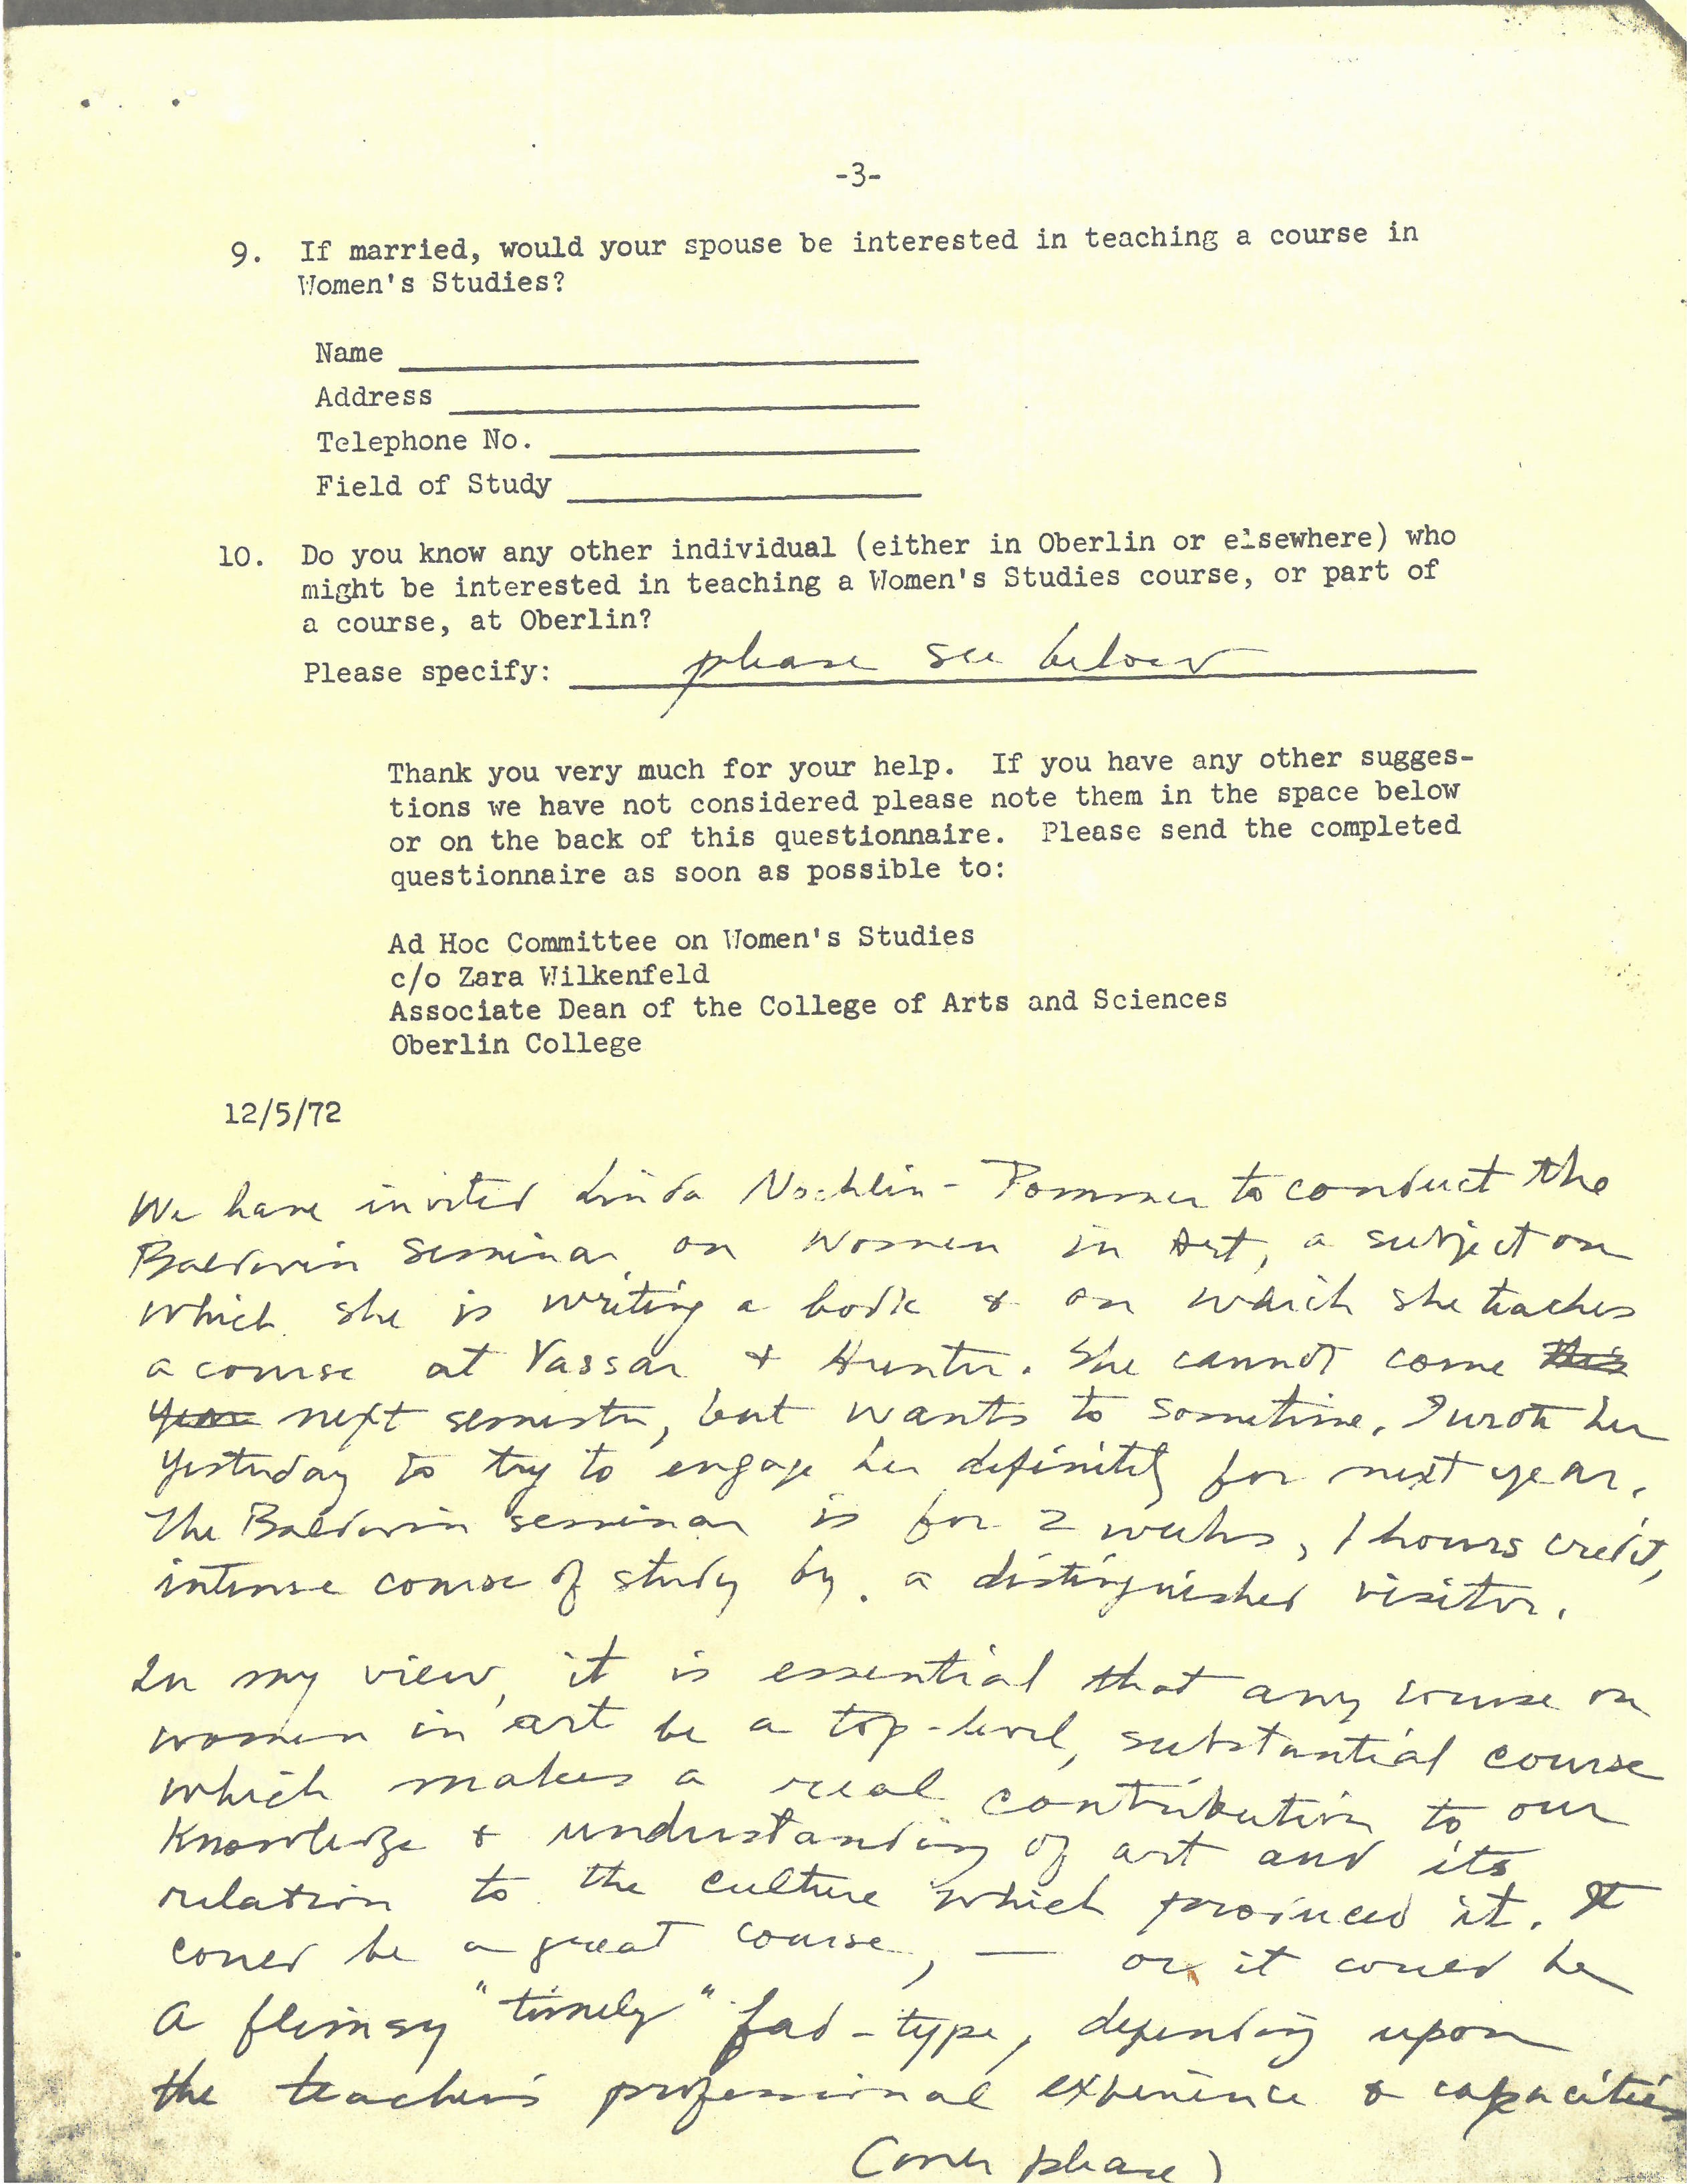 -3-
9. If married, would your spouse be interested in teaching a course in
Women's Studies?
Name
Address
Telephone No.
Field of Study
10. Do you know any other individual (either in Oberlin or elsewhere) who
might be interested in teaching a Women's Studies course, or part of
a course, at Oberlin?
Please specify: please see below
Thank you very much for your help. If you have any other sugges-
tions we have not considered please note them in the space below
or on the back of this questionnaire. Please send the completed
questionnaire as soon as possible to:
Ad Hoc Committee on Women's Studies
c/o Zara Wilkenfeld
Associate Dean of the College of Arts and Sciences
Oberlin College
12/5/72
We have invited Linda Nochlin-Pommer to conduct the
Baldwin seminar, on Women in Art, a subject on
which she is writing a book & on which she teaches
a course at Vassar & Hunter. She cannot come this
year next semester, but wants to sometime. I wrote her
yesterday to try to engage her definitely for next year.
The Baldwin seminar is for 2 weeks, 1 hours credit,
intense course of study by a distinguished visitor.
In my view, it is essential that any course on
women in art be a top-level, substantial course
which makes a real contribution to our
knowledge & understanding of art and its
relation to the culture which produced it. It
could be a great course, — or it could be
a flimsy "timely" fad-type, depending upon
the teacher's professional experience & capacities
(over please)